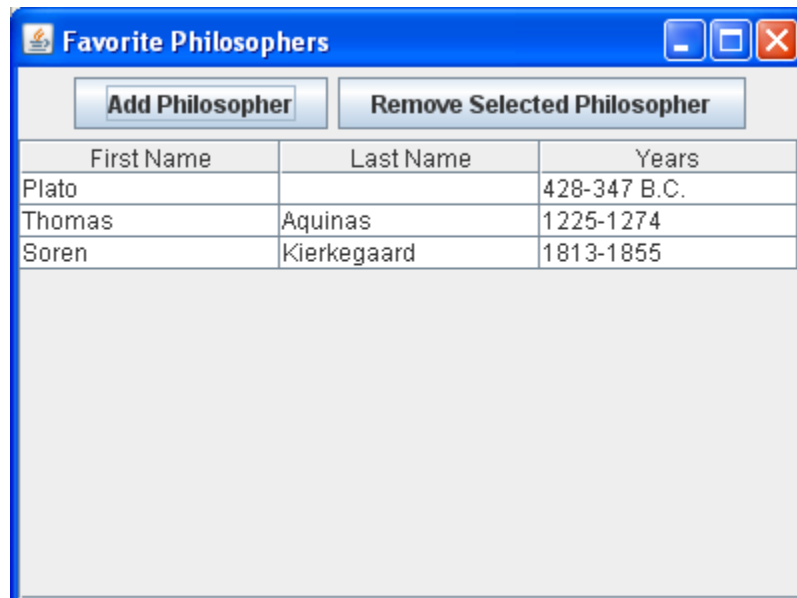 Favorite Philosophers
Add Philosopher Remove Selected Philosopher
First Name Last Name Years
Plato 428-347 B.C.
Thomas Aquinas 1225-1274
Soren Kierkegaard 1813-1855